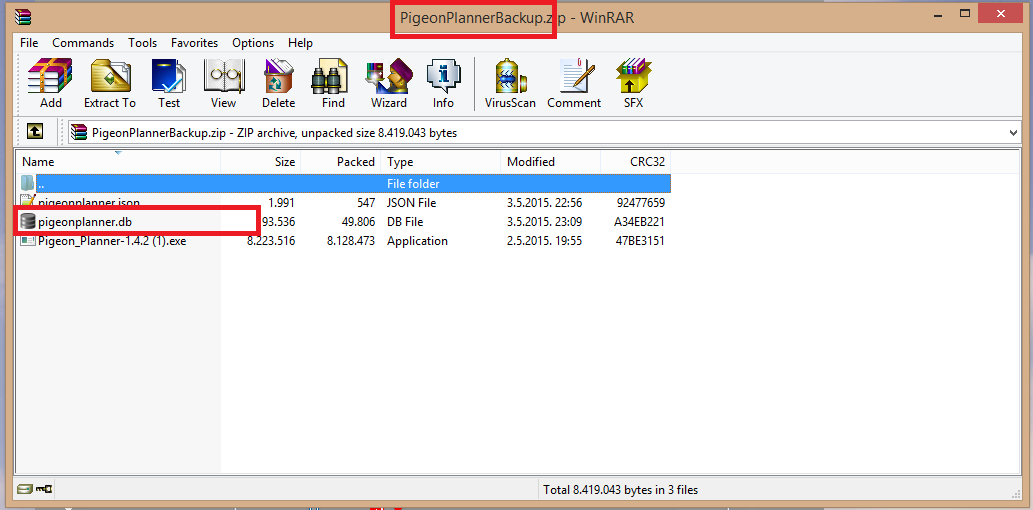 PigeonPlannerBackup.zip - WinRAR
File Commands Tools Favorites Options Help
Add Extract To Test View Delete Find Wizard Info VirusScan Comment SFX
PigeonPlannerBackup.zip - ZIP archive, unpacked size 8.419.043 bytes
Name Size Packed Type Modified CRC32
.. File folder
pigeonplanner.json 1.991 547 JSON File 3.5.2015. 22:56 92477659
pigeonplanner.db 93.536 49.806 DB File 3.5.2015. 23:09 A34EB221
Pigeon_Planner-1.4.2 (1).exe 8.223.516 8.128.473 Application 2.5.2015. 19:55 47BE3151
Total 8.419.043 bytes in 3 files